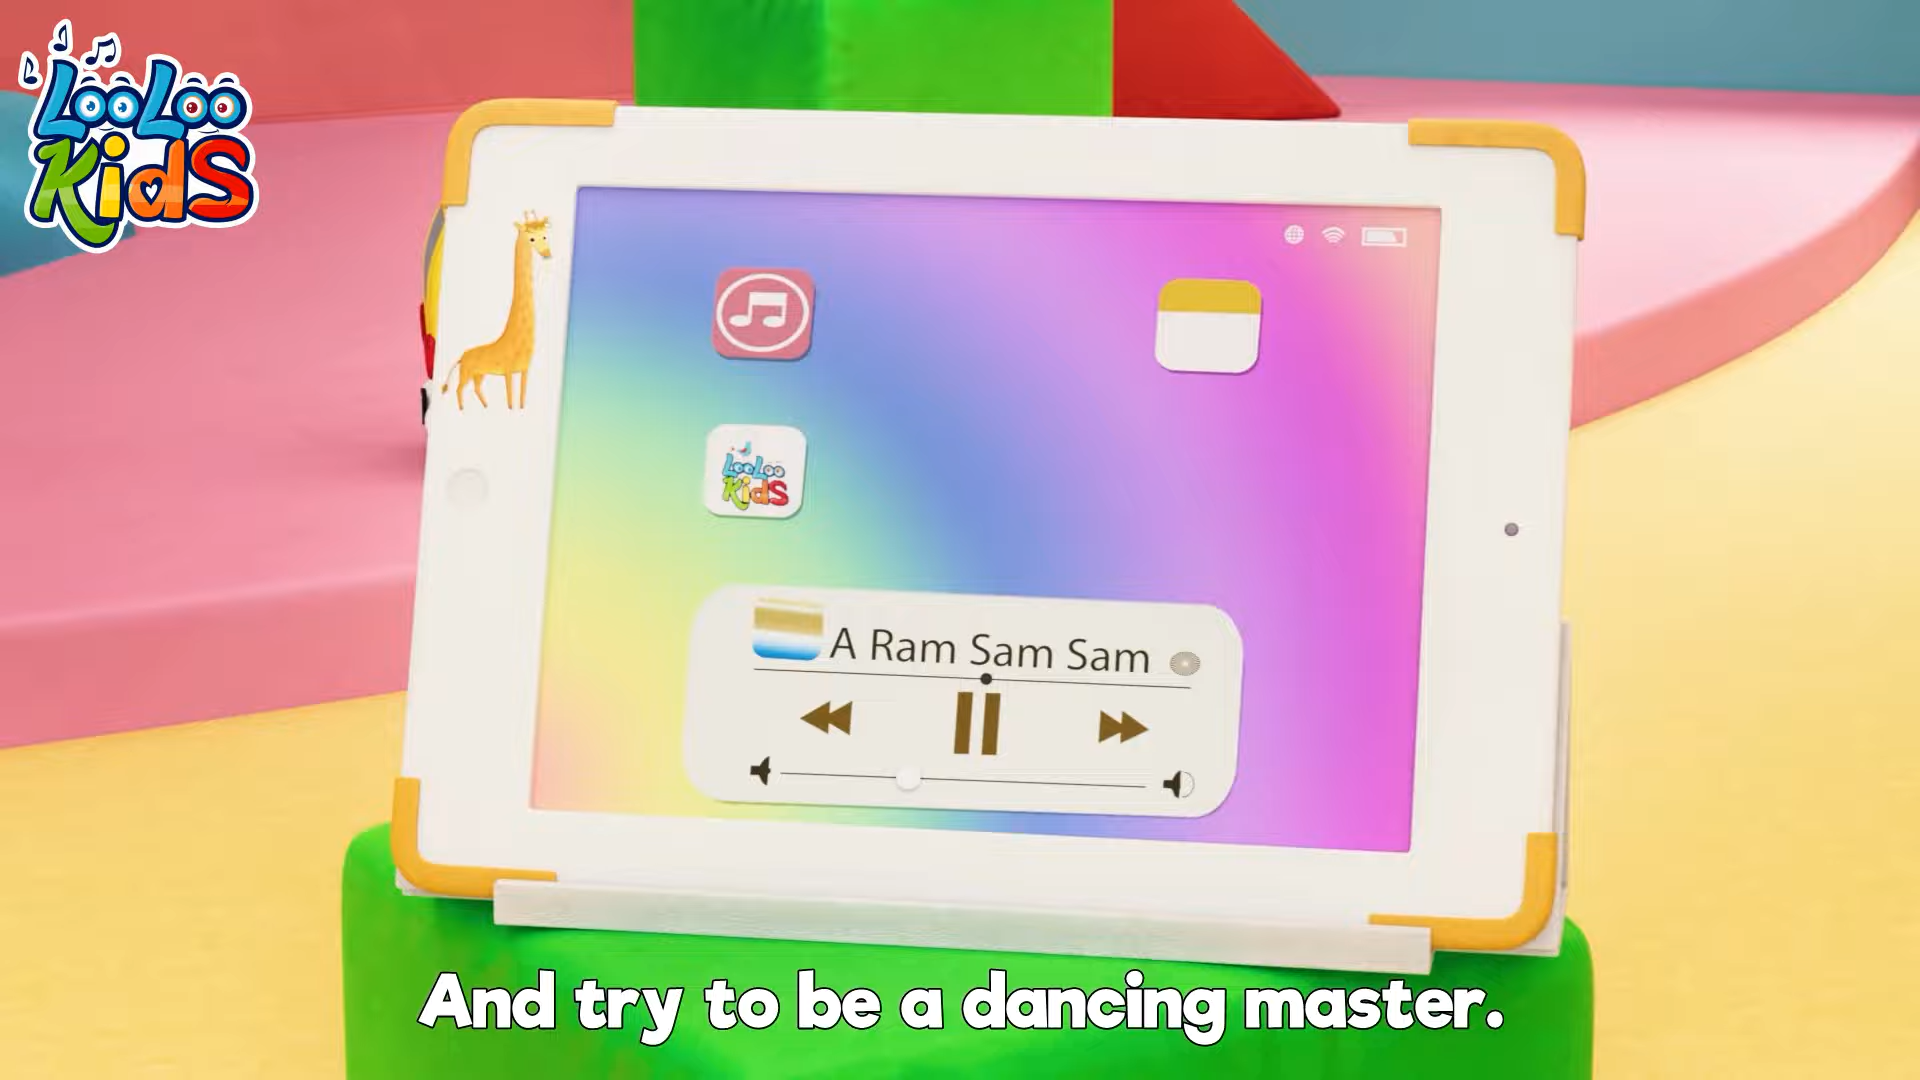 LooLoo
Kids
LooLoo
Kids
A Ram Sam Sam
And try to be a dancing master.